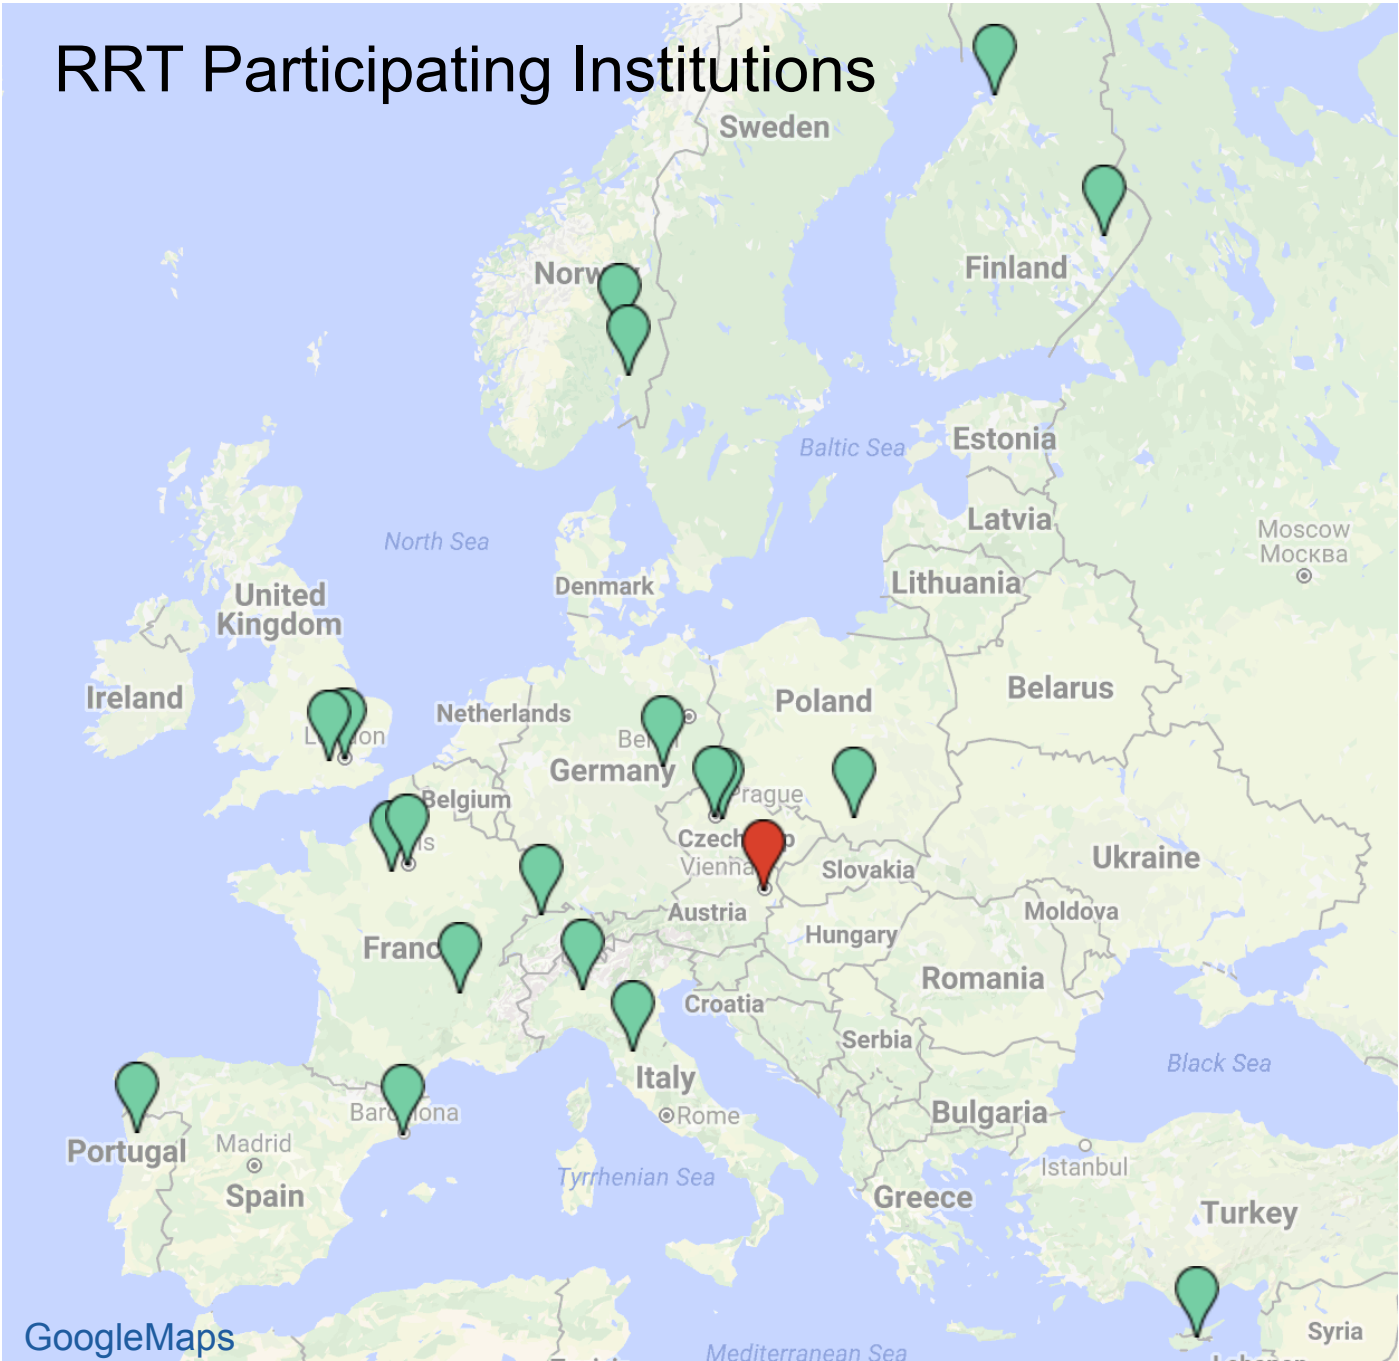 RRT Participating Institutions
Sweden
Norw
Finland
Baltic Sea
Estonia
North Sea
Latvia
Moscow
Москва
Denmark
Lithuania
United
Kingdom
Ireland
Netherlands
Poland
Belarus
Germany
Belgium
Prague
Czech
Vienna
Slovakia
Ukraine
Austria
Moldova
Hungary
Franc
Romania
Croatia
Serbia
Black Sea
Italy
Rome
Bulgaria
Portugal
Madrid
Istanbul
Tyrrhenian Sea
Spain
Greece
Turkey
GoogleMaps
Syria
Mediterranean Sea